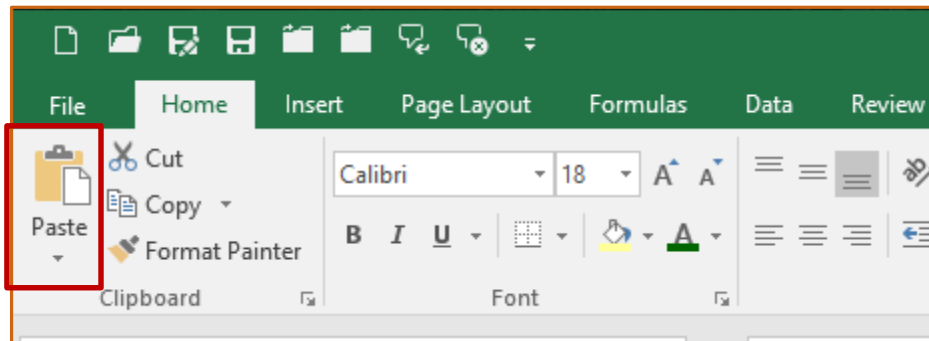 File Home Insert Page Layout Formulas Data Review
Cut
Calibri 18 A A
Copy
Paste
B I U A
Format Painter
Clipboard Font